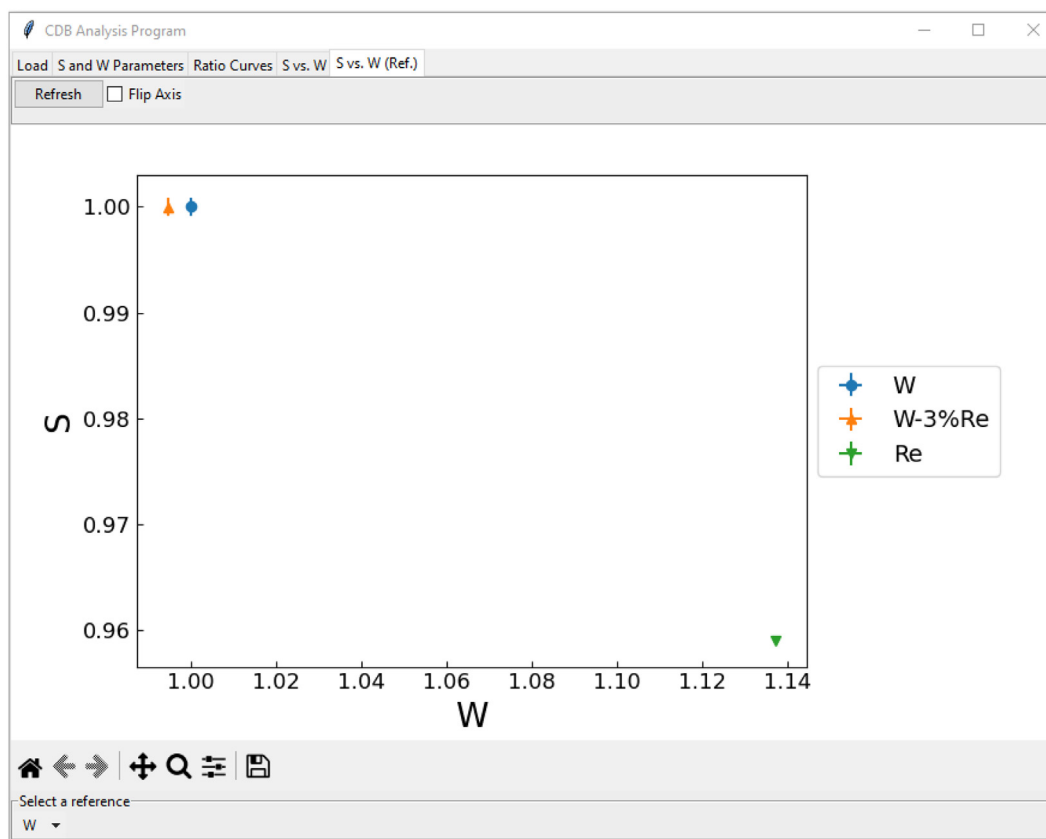 CDB Analysis Program
Load S and W Parameters Ratio Curves S vs. W S vs. W (Ref.)
Refresh Flip Axis
1.00
0.99
0.98
0.97
0.96
S
1.00 1.02 1.04 1.06 1.08 1.10 1.12 1.14
W
W
W-3%Re
Re
Select a reference
W